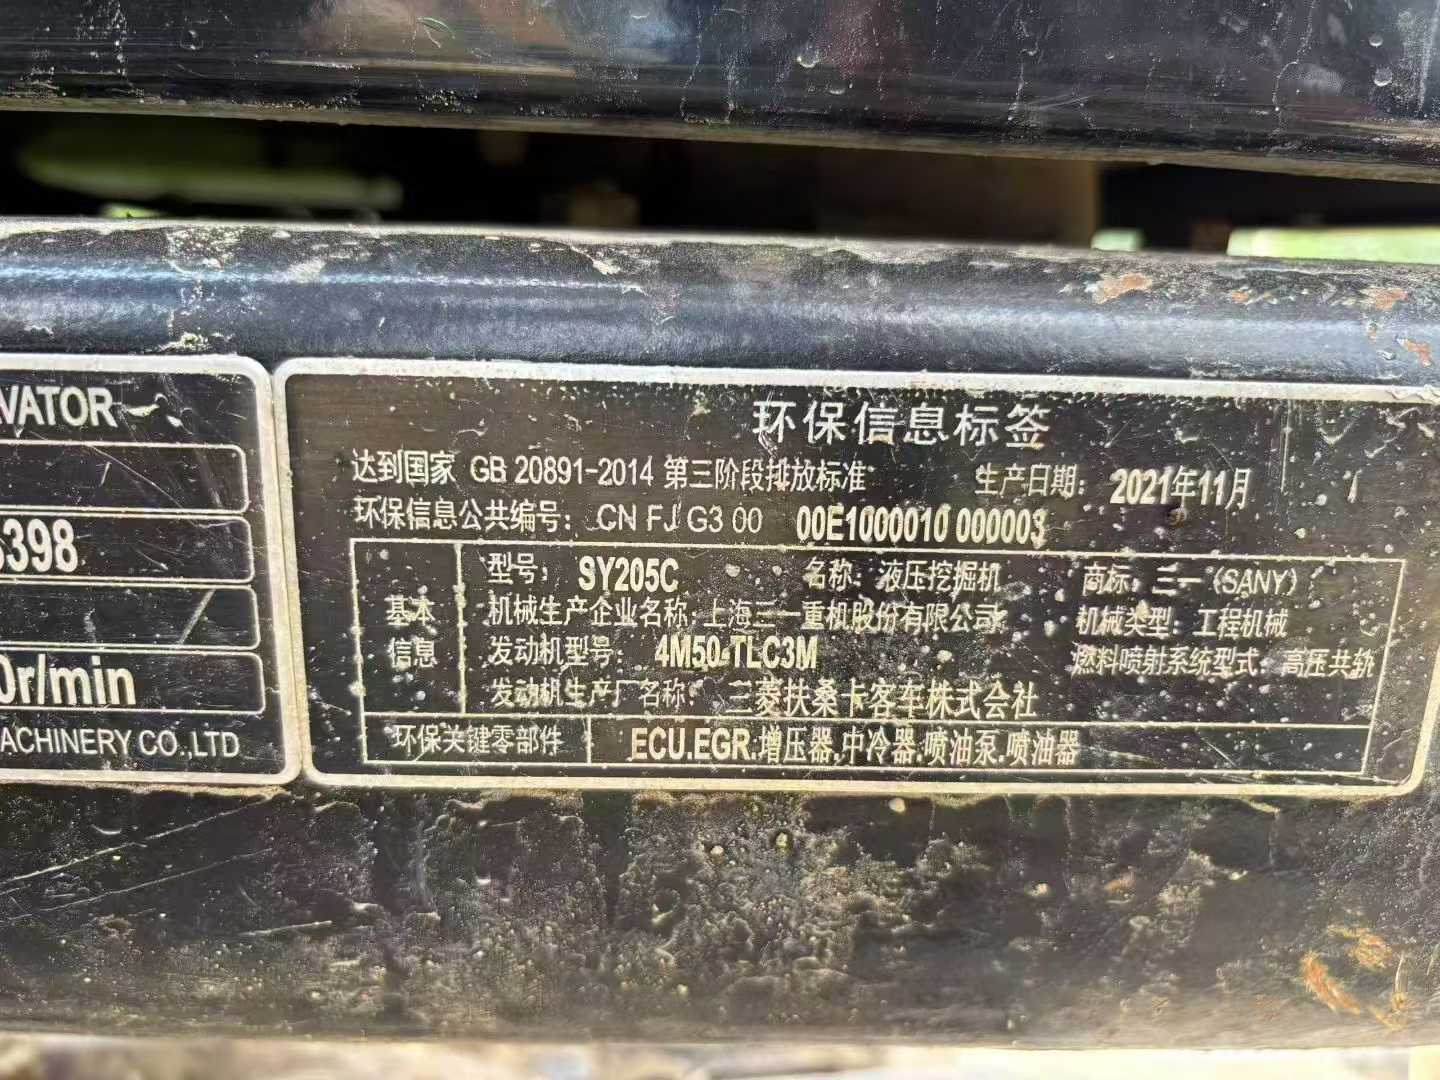 VATOR
398
0r/min
ACHINERY CO.,LTD
环保信息标签
达到国家 GB 20891-2014 第三阶段排放标准 生产日期：2021年11月
环保信息公共编号：CN FJ G3 00 00E1000010 000003
基本信息
型号：SY205C 名称：液压挖掘机 商标：三一（SANY）
机械生产企业名称：上海三一重机股份有限公司 机械类型：工程机械
发动机型号：4M50-TLC3M 燃料喷射系统型式：高压共轨
发动机生产厂名称：三菱扶桑卡客车株式会社
环保关键零部件 ECU.EGR.增压器.中冷器.喷油泵.喷油器